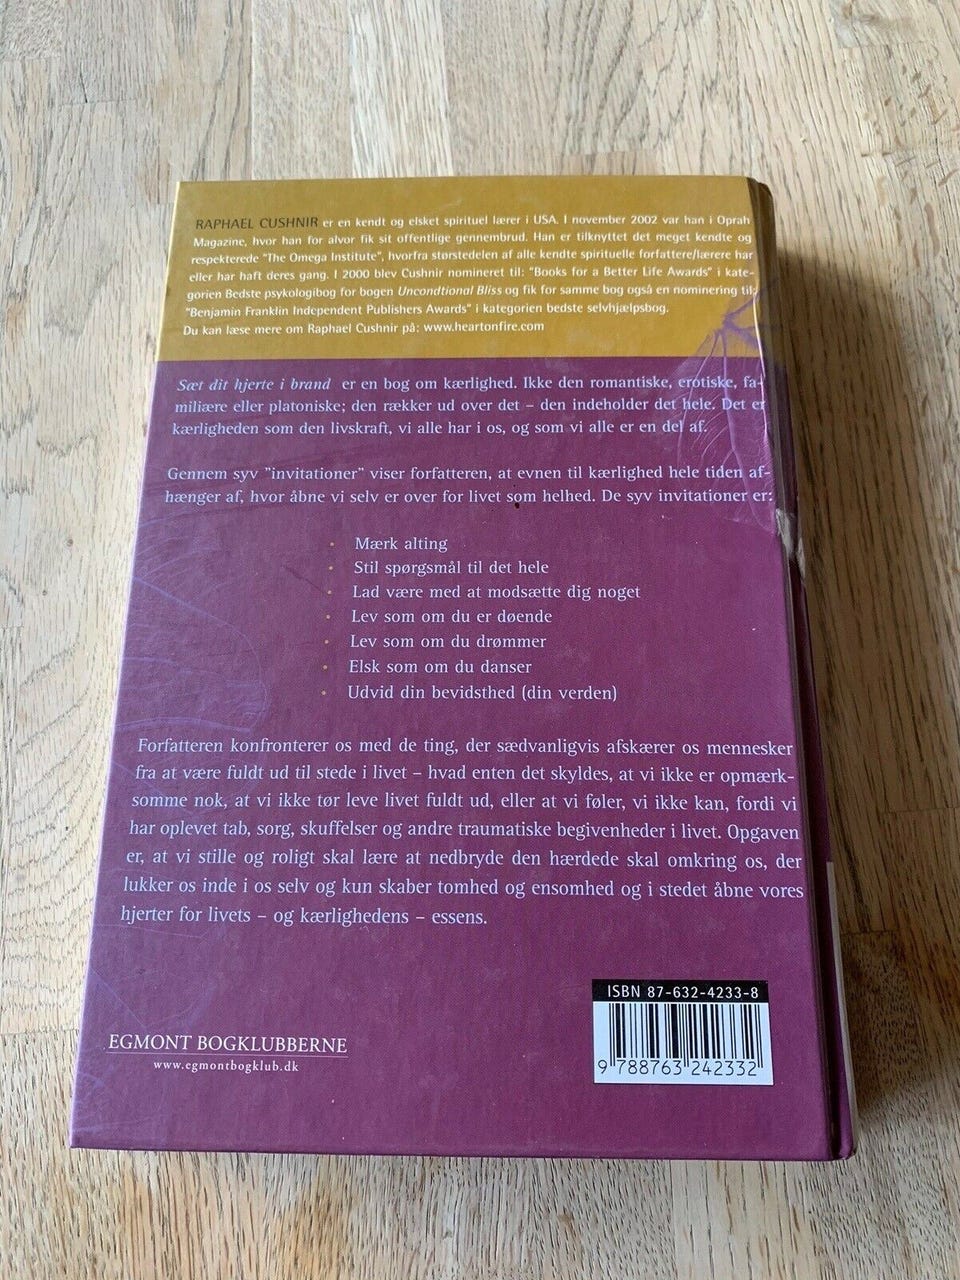 RAPHAEL CUSHNIR er en kendt og elsket spirituel lærer i USA. I november 2002 var han i Oprah
Magazine, hvor han for alvor fik sit offentlige gennembrud. Han er tilknyttet det meget kendte og
respekterede "The Omega Institute", hvorfra størstedelen af alle kendte spirituelle forfattere/lærere har
eller har haft deres gang. I 2000 blev Cushnir nomineret til: "Books for a Better Life Awards" i kate-
gorien Bedste psykologibog for bogen Uncondtional Bliss og fik for samme bog også en nominering til:
"Benjamin Franklin Independent Publishers Awards" i kategorien bedste selvhjælpsbog.
Du kan læse mere om Raphael Cushnir på: www.heartonfire.com
Sæt dit hjerte i brand er en bog om kærlighed. Ikke den romantiske, erotiske, fa-
miliære eller platoniske; den rækker ud over det – den indeholder det hele. Det er
kærligheden som den livskraft, vi alle har i os, og som vi alle er en del af.
Gennem syv "invitationer" viser forfatteren, at evnen til kærlighed hele tiden af-
hænger af, hvor åbne vi selv er over for livet som helhed. De syv invitationer er:
• Mærk alting
• Stil spørgsmål til det hele
• Lad være med at modsætte dig noget
• Lev som om du er døende
• Lev som om du drømmer
• Elsk som om du danser
• Udvid din bevidsthed (din verden)
Forfatteren konfronterer os med de ting, der sædvanligvis afskærer os mennesker
fra at være fuldt ud til stede i livet – hvad enten det skyldes, at vi ikke er opmærk-
somme nok, at vi ikke tør leve livet fuldt ud, eller at vi føler, vi ikke kan, fordi vi
har oplevet tab, sorg, skuffelser og andre traumatiske begivenheder i livet. Opgaven
er, at vi stille og roligt skal lære at nedbryde den hærdede skal omkring os, der
lukker os inde i os selv og kun skaber tomhed og ensomhed og i stedet åbne vores
hjerter for livets – og kærlighedens – essens.
ISBN 87-632-4233-8
9 788763 242332
EGMONT BOGKLUBBERNE
www.egmontbogklub.dk